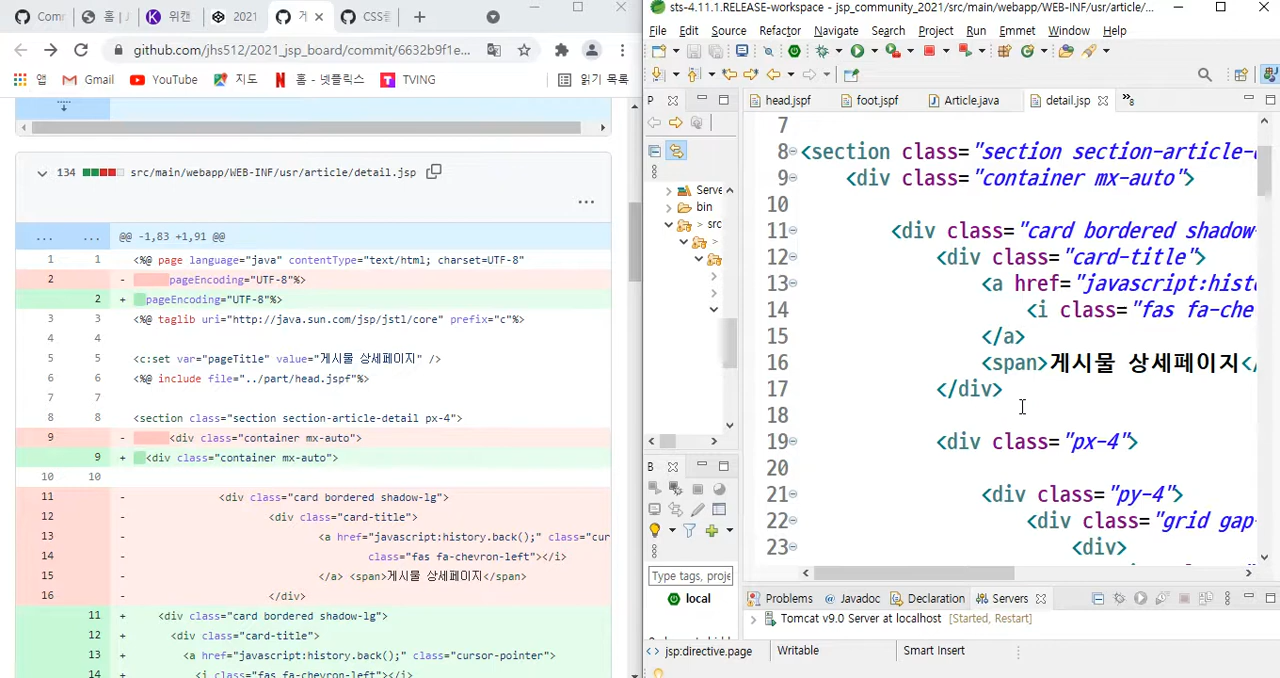 Com
홈
위캔
2021
거
CSS를
github.com/jhs512/2021_jsp_board/commit/6632b9f1e...
앱
Gmail
YouTube
지도
홈 - 넷플릭스
TVING
읽기 목록
134 src/main/webapp/WEB-INF/usr/article/detail.jsp
...
... ... @@ -1,83 +1,91 @@
1 1 <%@ page language="java" contentType="text/html; charset=UTF-8"
2 - pageEncoding="UTF-8"%>
2 + pageEncoding="UTF-8"%>
3 3 <%@ taglib uri="http://java.sun.com/jsp/jstl/core" prefix="c"%>
4 4
5 5 <c:set var="pageTitle" value="게시물 상세페이지" />
6 6 <%@ include file="../part/head.jspf"%>
7 7
8 8 <section class="section section-article-detail px-4">
9 - <div class="container mx-auto">
9 + <div class="container mx-auto">
10 10
11 - <div class="card bordered shadow-lg">
12 - <div class="card-title">
13 - <a href="javascript:history.back();" class="cur
14 - class="fas fa-chevron-left"></i>
15 - </a> <span>게시물 상세페이지</span>
16 - </div>
11 + <div class="card bordered shadow-lg">
12 + <div class="card-title">
13 + <a href="javascript:history.back();" class="cursor-pointer">
14 + <i class="fas fa-chevron-left"></i>
sts-4.11.1.RELEASE-workspace - jsp_community_2021/src/main/webapp/WEB-INF/usr/article/...
File Edit Source Refactor Navigate Search Project Run Emmet Window Help
P
head.jspf
foot.jspf
Article.java
detail.jsp
»8
Serve
bin
> src
>
7
8 <section class="section section-article-
9 <div class="container mx-auto">
10
11 <div class="card bordered shadow-
12 <div class="card-title">
13 <a href="javascript:histo
14 <i class="fas fa-che
15 </a>
16 <span>게시물 상세페이지</
17 </div>
18
19 <div class="px-4">
20
21 <div class="py-4">
22 <div class="grid gap-
23 <div>
B
Type tags, proje
local
Problems
@ Javadoc
Declaration
Servers
Tomcat v9.0 Server at localhost [Started, Restart]
jsp:directive.page
Writable
Smart Insert